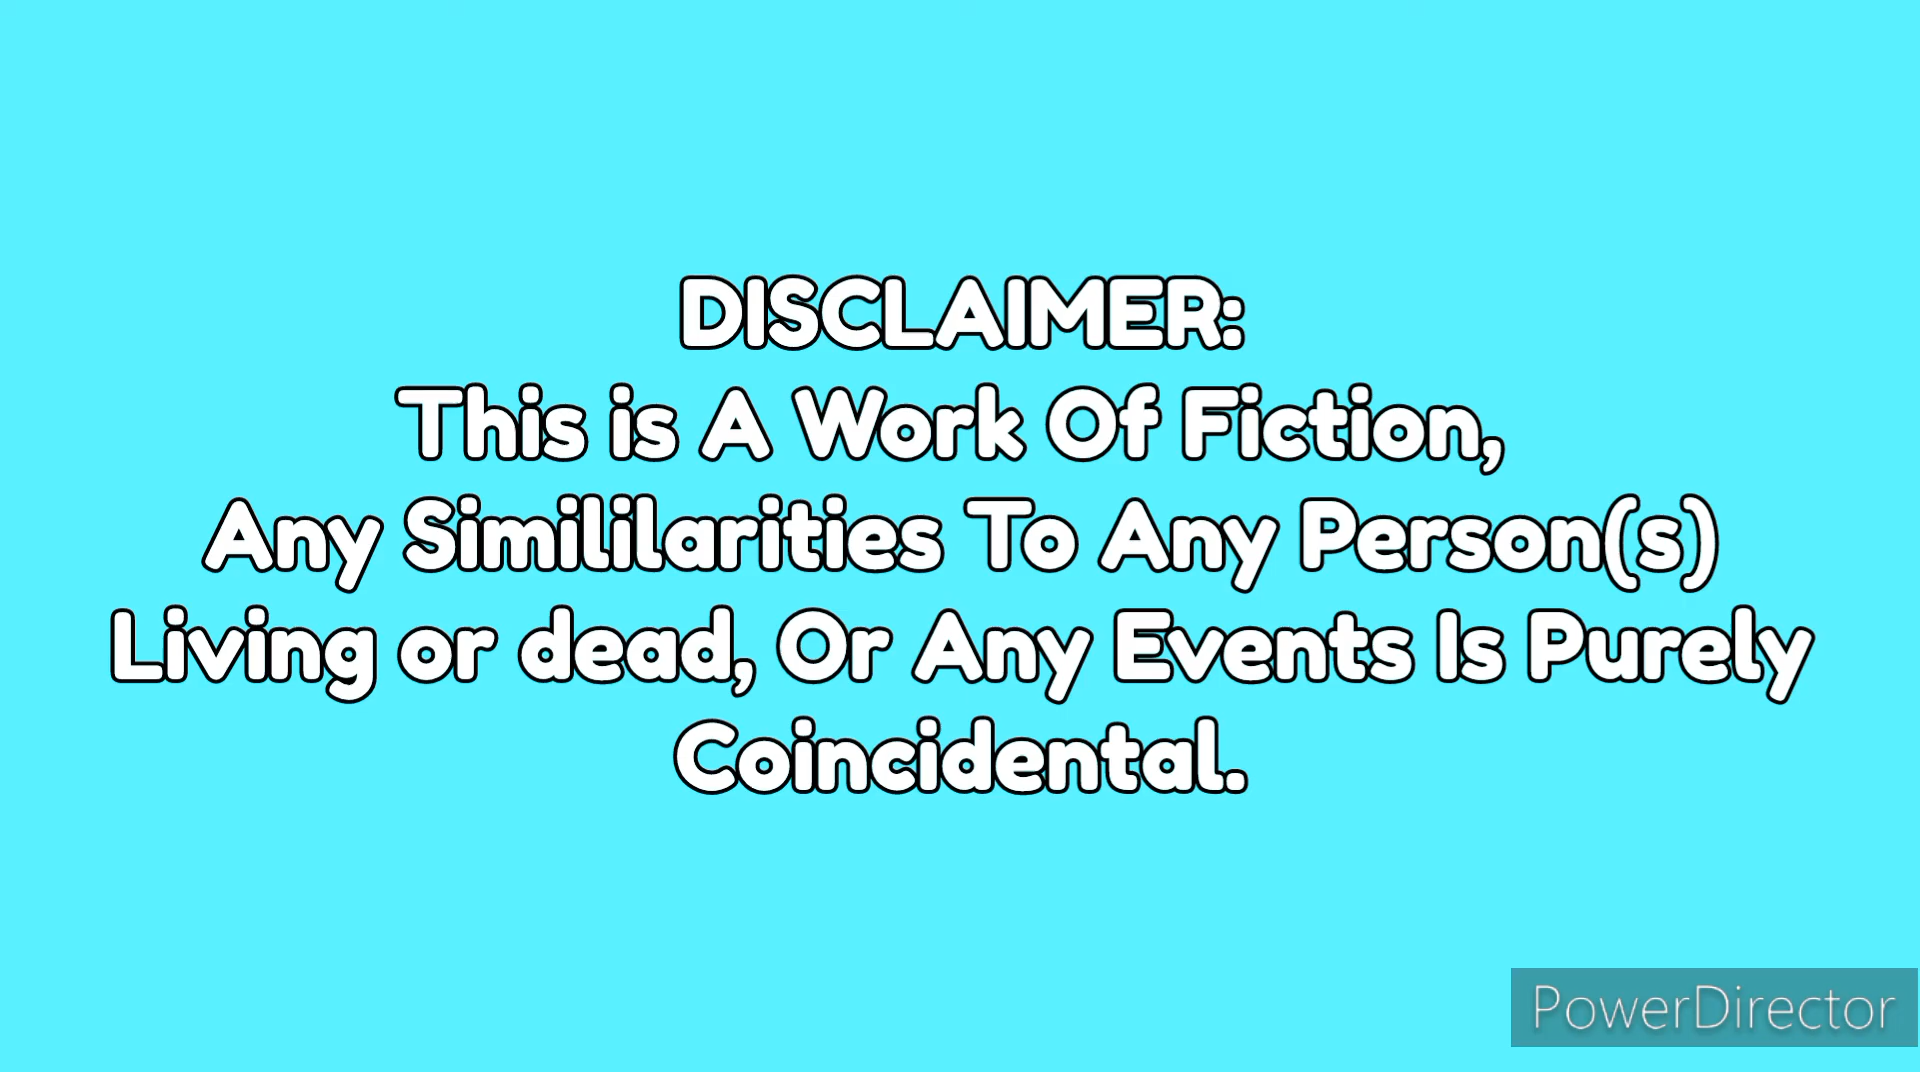 DISCLAIMER:
This is A Work Of Fiction,
Any Simililarities To Any Person(s)
Living or dead, Or Any Events Is Purely
Coincidental.
PowerDirector